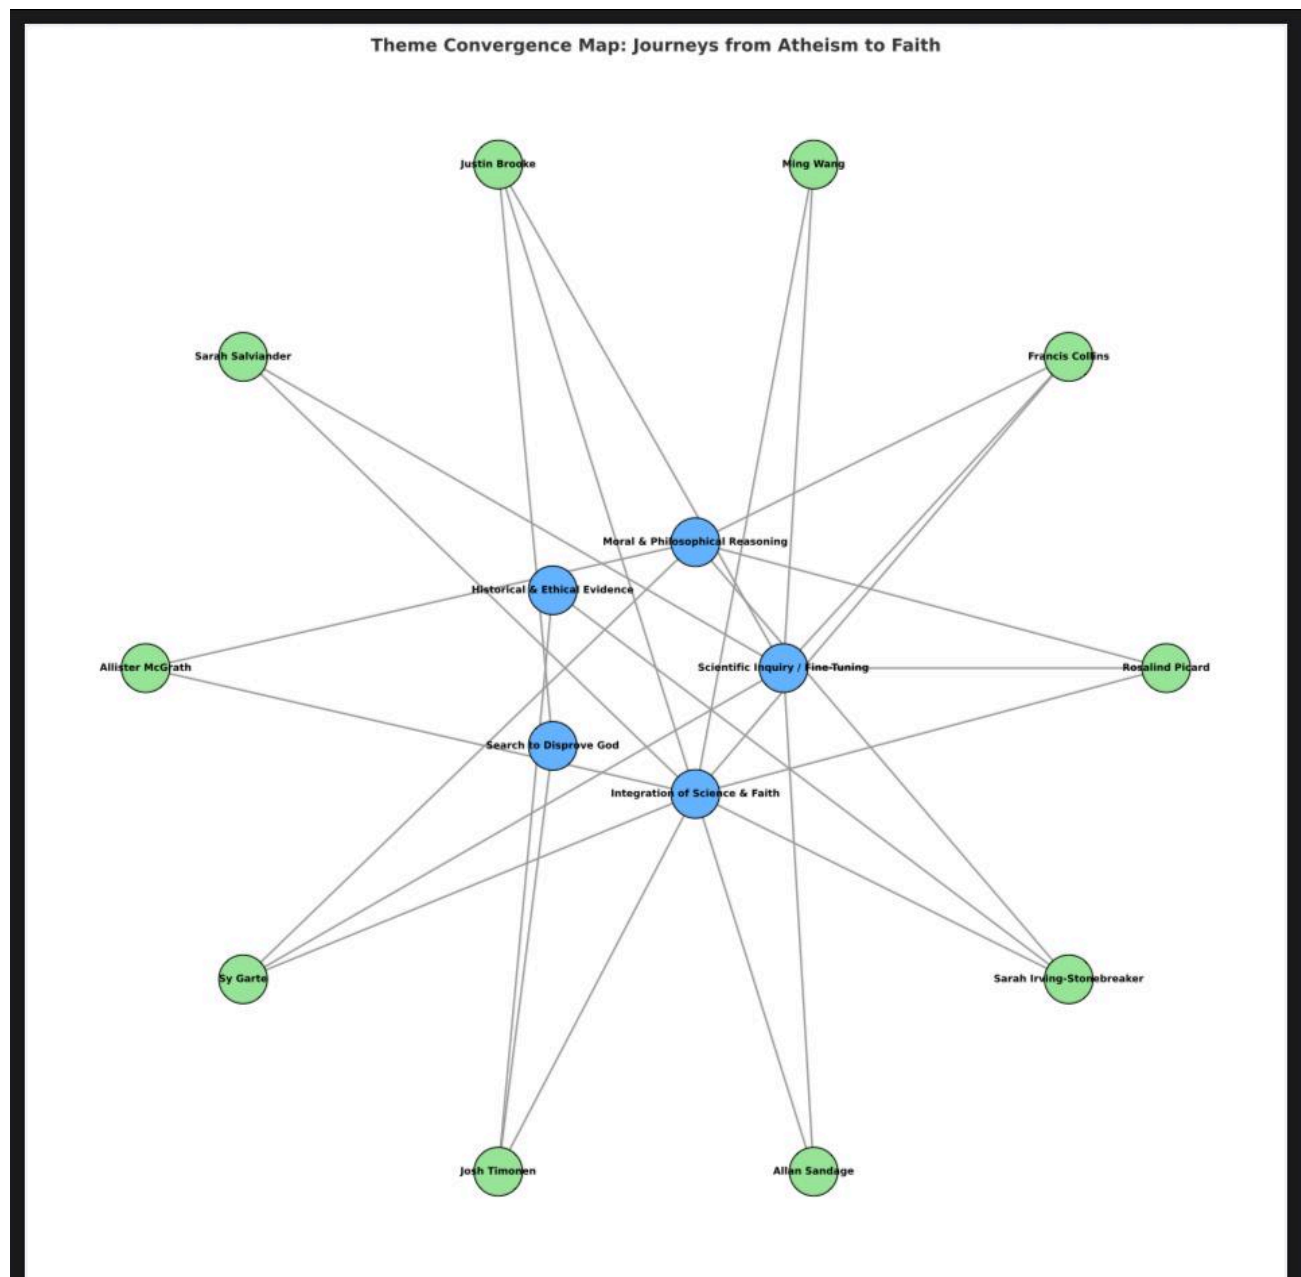 Theme Convergence Map: Journeys from Atheism to Faith
Justin Brooke
Ming Wang
Sarah Salviander
Francis Collins
Moral & Philosophical Reasoning
Historical & Ethical Evidence
Allister McGrath
Scientific Inquiry / Fine-Tuning
Rosalind Picard
Search to Disprove God
Integration of Science & Faith
Sy Garte
Sarah Irving-Stonebreaker
Josh Timonen
Allan Sandage